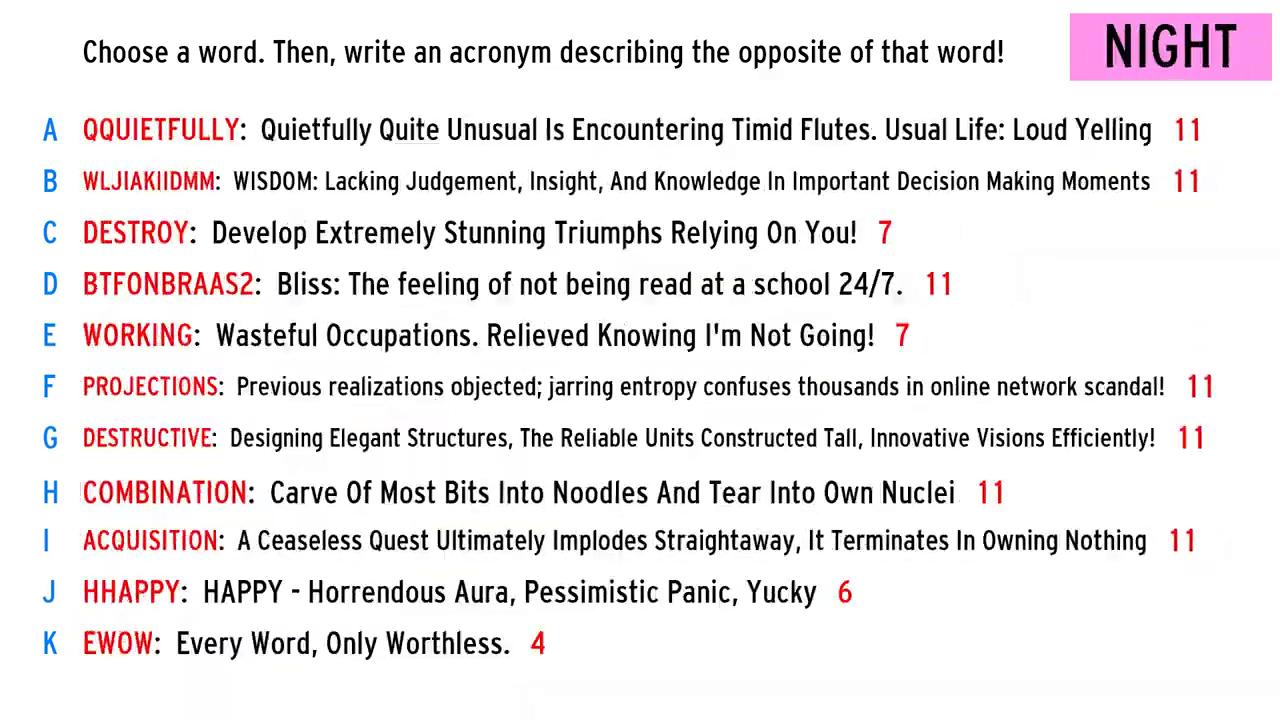 Choose a word. Then, write an acronym describing the opposite of that word!
NIGHT
A QQUIETFULLY: Quietfully Quite Unusual Is Encountering Timid Flutes. Usual Life: Loud Yelling 11
B WLJIAKIIDMM: WISDOM: Lacking Judgement, Insight, And Knowledge In Important Decision Making Moments 11
C DESTROY: Develop Extremely Stunning Triumphs Relying On You! 7
D BTFONBRAAS2: Bliss: The feeling of not being read at a school 24/7. 11
E WORKING: Wasteful Occupations. Relieved Knowing I'm Not Going! 7
F PROJECTIONS: Previous realizations objected; jarring entropy confuses thousands in online network scandal! 11
G DESTRUCTIVE: Designing Elegant Structures, The Reliable Units Constructed Tall, Innovative Visions Efficiently! 11
H COMBINATION: Carve Of Most Bits Into Noodles And Tear Into Own Nuclei 11
I ACQUISITION: A Ceaseless Quest Ultimately Implodes Straightaway, It Terminates In Owning Nothing 11
J HHAPPY: HAPPY - Horrendous Aura, Pessimistic Panic, Yucky 6
K EWOW: Every Word, Only Worthless. 4